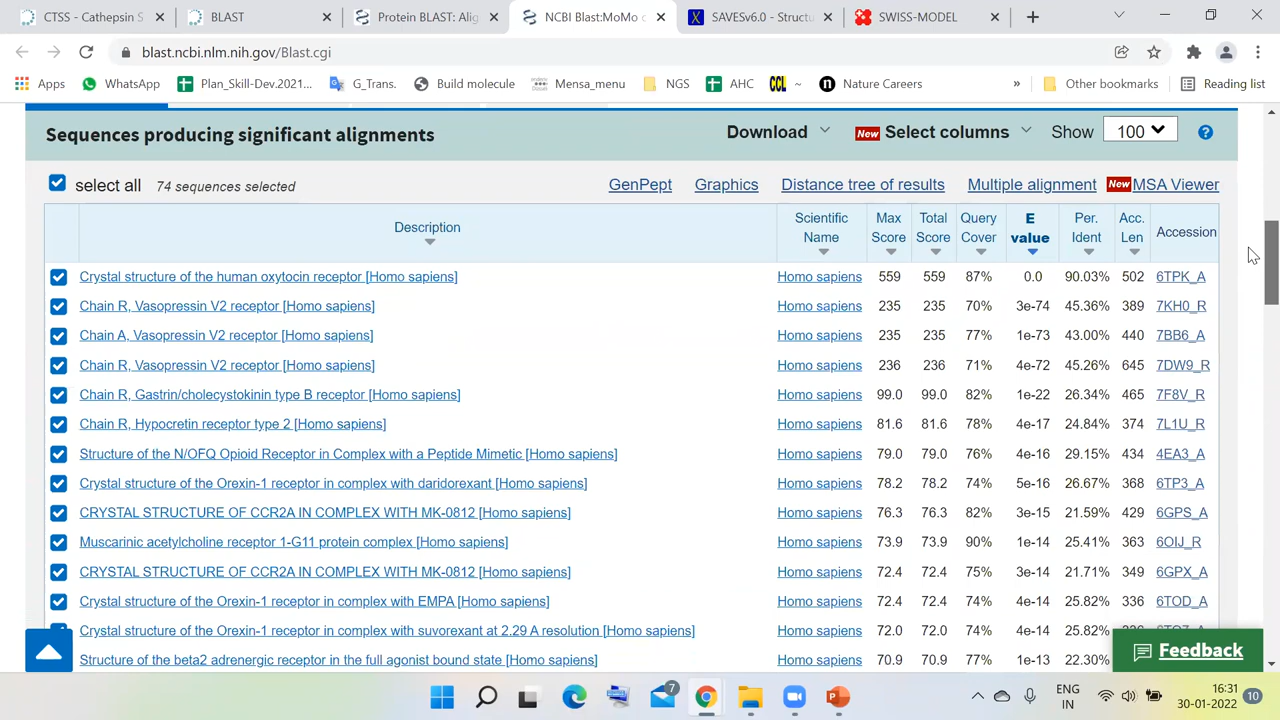 CTSS - Cathepsin S
BLAST
Protein BLAST: Alig
NCBI Blast:MoMo c
SAVESv6.0 - Structu
SWISS-MODEL
blast.ncbi.nlm.nih.gov/Blast.cgi
Apps WhatsApp Plan_Skill-Dev.2021... G_Trans. Build molecule Mensa_menu NGS AHC CCL ~ n Nature Careers » Other bookmarks Reading list
Sequences producing significant alignments Download New Select columns Show 100 ?
select all 74 sequences selected GenPept Graphics Distance tree of results Multiple alignment New MSA Viewer
Description Scientific Name Max Score Total Score Query Cover E value Per. Ident Acc. Len Accession
Crystal structure of the human oxytocin receptor [Homo sapiens] Homo sapiens 559 559 87% 0.0 90.03% 502 6TPK_A
Chain R, Vasopressin V2 receptor [Homo sapiens] Homo sapiens 235 235 70% 3e-74 45.36% 389 7KH0_R
Chain A, Vasopressin V2 receptor [Homo sapiens] Homo sapiens 235 235 77% 1e-73 43.00% 440 7BB6_A
Chain R, Vasopressin V2 receptor [Homo sapiens] Homo sapiens 236 236 71% 4e-72 45.26% 645 7DW9_R
Chain R, Gastrin/cholecystokinin type B receptor [Homo sapiens] Homo sapiens 99.0 99.0 82% 1e-22 26.34% 465 7F8V_R
Chain R, Hypocretin receptor type 2 [Homo sapiens] Homo sapiens 81.6 81.6 78% 4e-17 24.84% 374 7L1U_R
Structure of the N/OFQ Opioid Receptor in Complex with a Peptide Mimetic [Homo sapiens] Homo sapiens 79.0 79.0 76% 4e-16 29.15% 434 4EA3_A
Crystal structure of the Orexin-1 receptor in complex with daridorexant [Homo sapiens] Homo sapiens 78.2 78.2 74% 5e-16 26.67% 368 6TP3_A
CRYSTAL STRUCTURE OF CCR2A IN COMPLEX WITH MK-0812 [Homo sapiens] Homo sapiens 76.3 76.3 82% 3e-15 21.59% 429 6GPS_A
Muscarinic acetylcholine receptor 1-G11 protein complex [Homo sapiens] Homo sapiens 73.9 73.9 90% 1e-14 25.41% 363 6OIJ_R
CRYSTAL STRUCTURE OF CCR2A IN COMPLEX WITH MK-0812 [Homo sapiens] Homo sapiens 72.4 72.4 75% 3e-14 21.71% 349 6GPX_A
Crystal structure of the Orexin-1 receptor in complex with EMPA [Homo sapiens] Homo sapiens 72.4 72.4 74% 4e-14 25.82% 336 6TOD_A
Crystal structure of the Orexin-1 receptor in complex with suvorexant at 2.29 A resolution [Homo sapiens] Homo sapiens 72.0 72.0 74% 4e-14 25.82%
Structure of the beta2 adrenergic receptor in the full agonist bound state [Homo sapiens] Homo sapiens 70.9 70.9 77% 1e-13 22.30%
Feedback
7
ENG
IN
16:31
30-01-2022
10